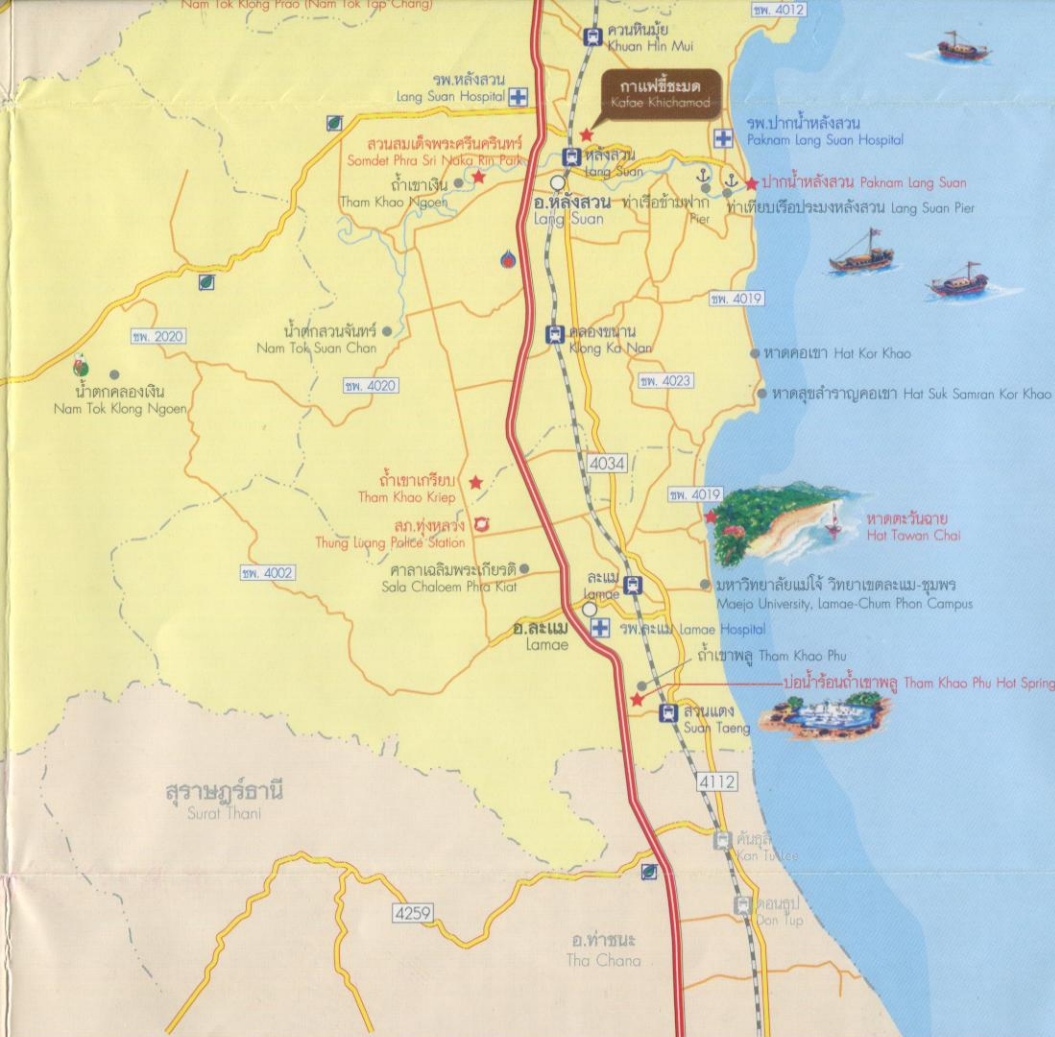 Nam Tok Klong Prao (Nam Tok Tap Chang)
ชพ. 4012
ควนหินมุ้ย
Khuan Hin Mui
รพ.หลังสวน
Lang Suan Hospital
กาแฟขี้ชะมด
Kafae Khichamod
รพ.ปากน้ำหลังสวน
Paknam Lang Suan Hospital
สวนสมเด็จพระศรีนครินทร์
Somdet Phra Sri Naka Rin Park
หลังสวน
Lang Suan
ถ้ำเขาเงิน
Tham Khao Ngoen
ปากน้ำหลังสวน Paknam Lang Suan
อ.หลังสวน
Lang Suan
ท่าเรือข้ามฟาก
Pier
ท่าเทียบเรือประมงหลังสวน Lang Suan Pier
ชพ. 4019
น้ำตกสวนจันทร์
Nam Tok Suan Chan
คลองขนาน
Klong Ka Nan
ชพ. 2020
หาดคอเขา Hat Kor Khao
น้ำตกคลองเงิน
Nam Tok Klong Ngoen
ชพ. 4020
ชพ. 4023
หาดสุขสำราญคอเขา Hat Suk Samran Kor Khao
4034
ถ้ำเขาเกรียบ
Tham Khao Kriep
ชพ. 4019
สภ.ทุ่งหลวง
Thung Luang Police Station
หาดตะวันฉาย
Hat Tawan Chai
ชพ. 4002
ศาลาเฉลิมพระเกียรติ
Sala Chaloem Phra Kiat
ละแม
Lamae
มหาวิทยาลัยแม่โจ้ วิทยาเขตละแม-ชุมพร
Maejo University, Lamae-Chum Phon Campus
อ.ละแม
Lamae
รพ.ละแม Lamae Hospital
ถ้ำเขาพลู Tham Khao Phu
บ่อน้ำร้อนถ้ำเขาพลู Tham Khao Phu Hot Spring
สวนแตง
Suan Taeng
4112
สุราษฎร์ธานี
Surat Thani
คันธุลี
Kan Tu Lee
4259
ดอนธูป
Don Tup
อ.ท่าชนะ
Tha Chana